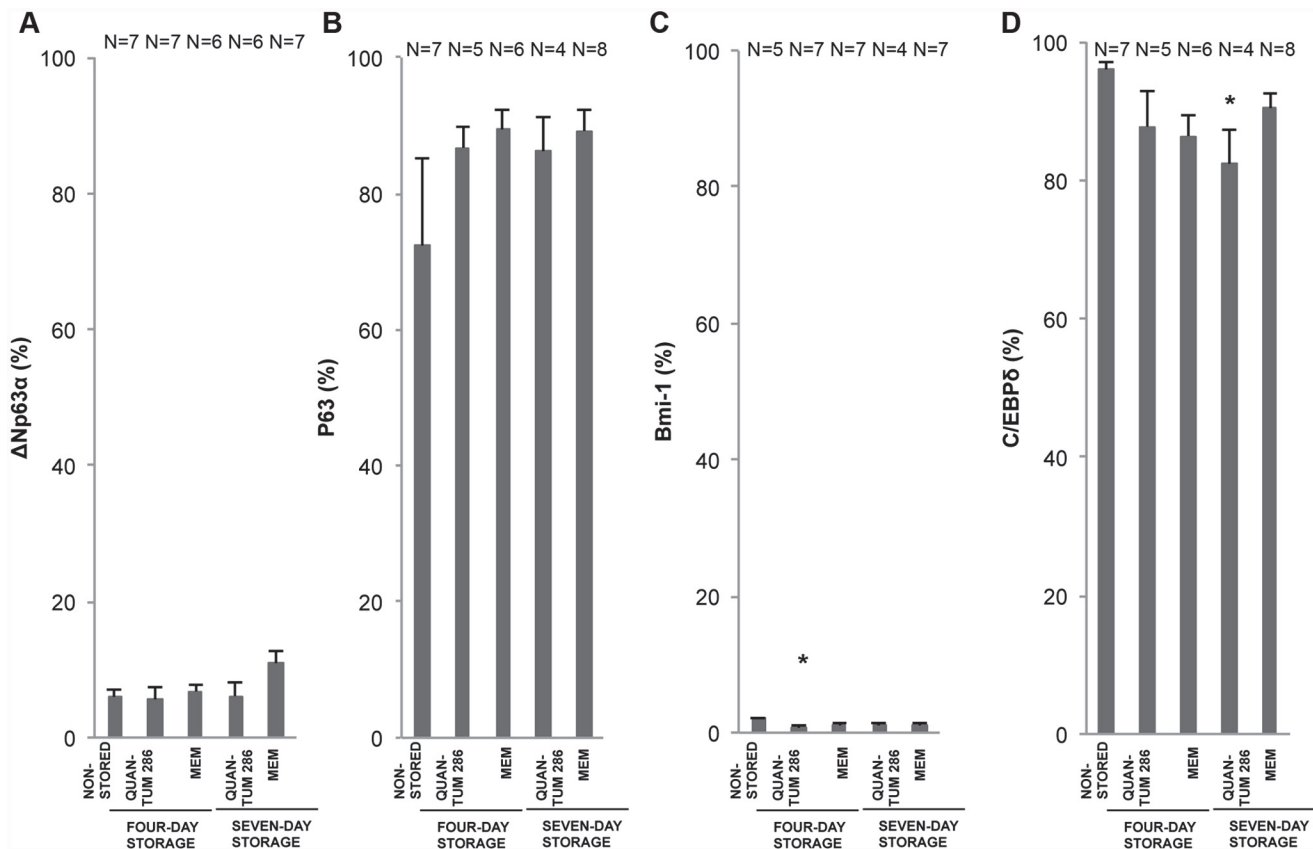 A
N=7 N=7 N=6 N=6 N=7
100
80
60
40
20
0
ΔNp63α (%)
NON-
STORED
QUAN-
TUM 286
MEM
QUAN-
TUM 286
MEM
FOUR-DAY
STORAGE
SEVEN-DAY
STORAGE
B
N=7 N=5 N=6 N=4 N=8
100
80
60
40
20
0
P63 (%)
NON-
STORED
QUAN-
TUM 286
MEM
QUAN-
TUM 286
MEM
FOUR-DAY
STORAGE
SEVEN-DAY
STORAGE
C
N=5 N=7 N=7 N=4 N=7
100
80
60
40
20
0
Bmi-1 (%)
*
NON-
STORED
QUAN-
TUM 286
MEM
QUAN-
TUM 286
MEM
FOUR-DAY
STORAGE
SEVEN-DAY
STORAGE
D
N=7 N=5 N=6 N=4 N=8
100
80
60
40
20
0
C/EBPδ (%)
*
NON-
STORED
QUAN-
TUM 286
MEM
QUAN-
TUM 286
MEM
FOUR-DAY
STORAGE
SEVEN-DAY
STORAGE